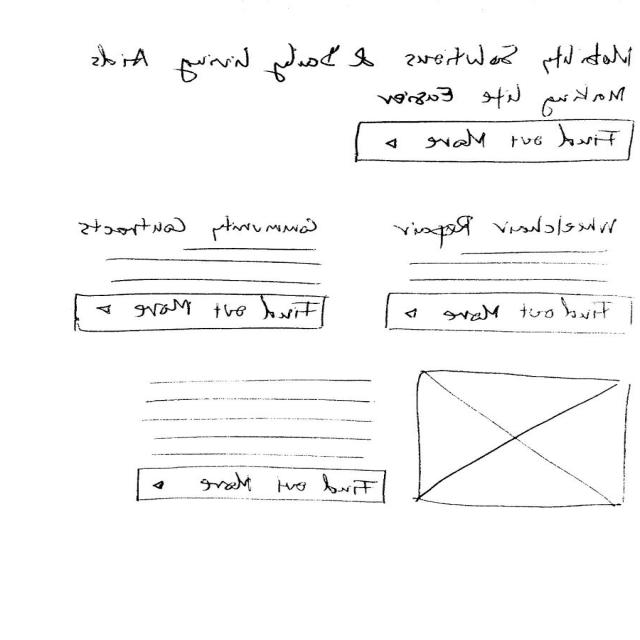 Mobility Solutions & Daily Living Aids
Making Life Easier
Find out More ▷
Wheelchair Repair
Find out More ▷
Community Contracts
Find out More ▷
Find out More ▷